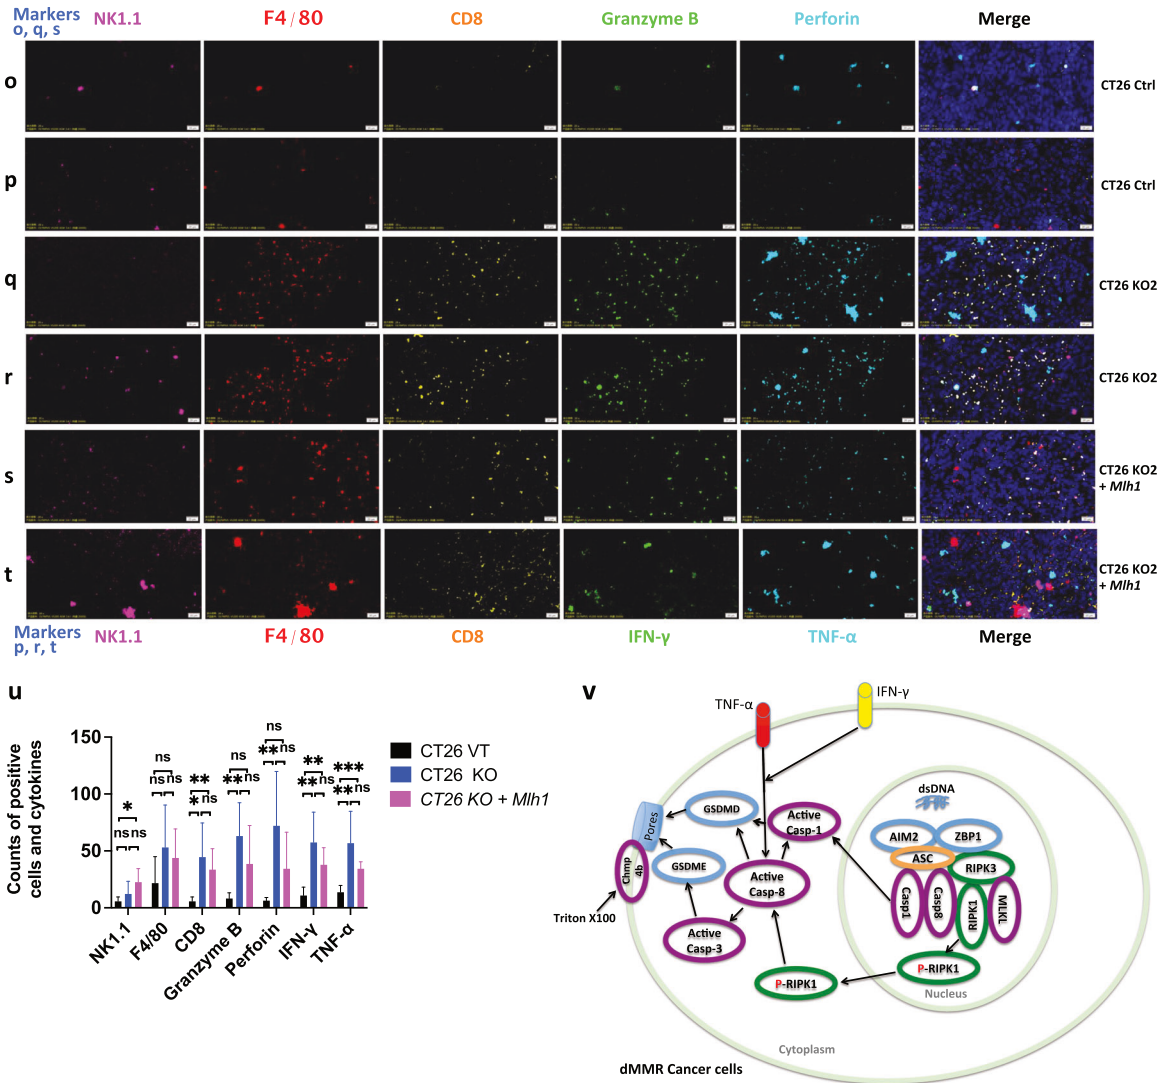 Markers NK1.1 F4/80 CD8 Granzyme B Perforin Merge
o, q, s
o CT26 Ctrl
p CT26 Ctrl
q CT26 KO2
r CT26 KO2
s CT26 KO2
+ Mlh1
t CT26 KO2
+ Mlh1
Markers NK1.1 F4/80 CD8 IFN-γ TNF-α Merge
p, r, t
u
Counts of positive
cells and cytokines
150
100
50
0
ns ns *
ns ns ns
* ns **
** ns ns
** ns ns
** ns **
** ns ***
CT26 VT
CT26 KO
CT26 KO + Mlh1
NK1.1
F4/80
CD8
Granzyme B
Perforin
IFN-γ
TNF-α
v
TNF-α
IFN-γ
dsDNA
Pores
GSDMD
Active
Casp-1
AIM2
ZBP1
ASC
RIPK3
Chmp
4b
GSDME
Active
Casp-8
Casp1
Casp8
RIPK1
MLKL
Triton X100
Active
Casp-3
P-RIPK1
P-RIPK1
Nucleus
Cytoplasm
dMMR Cancer cells